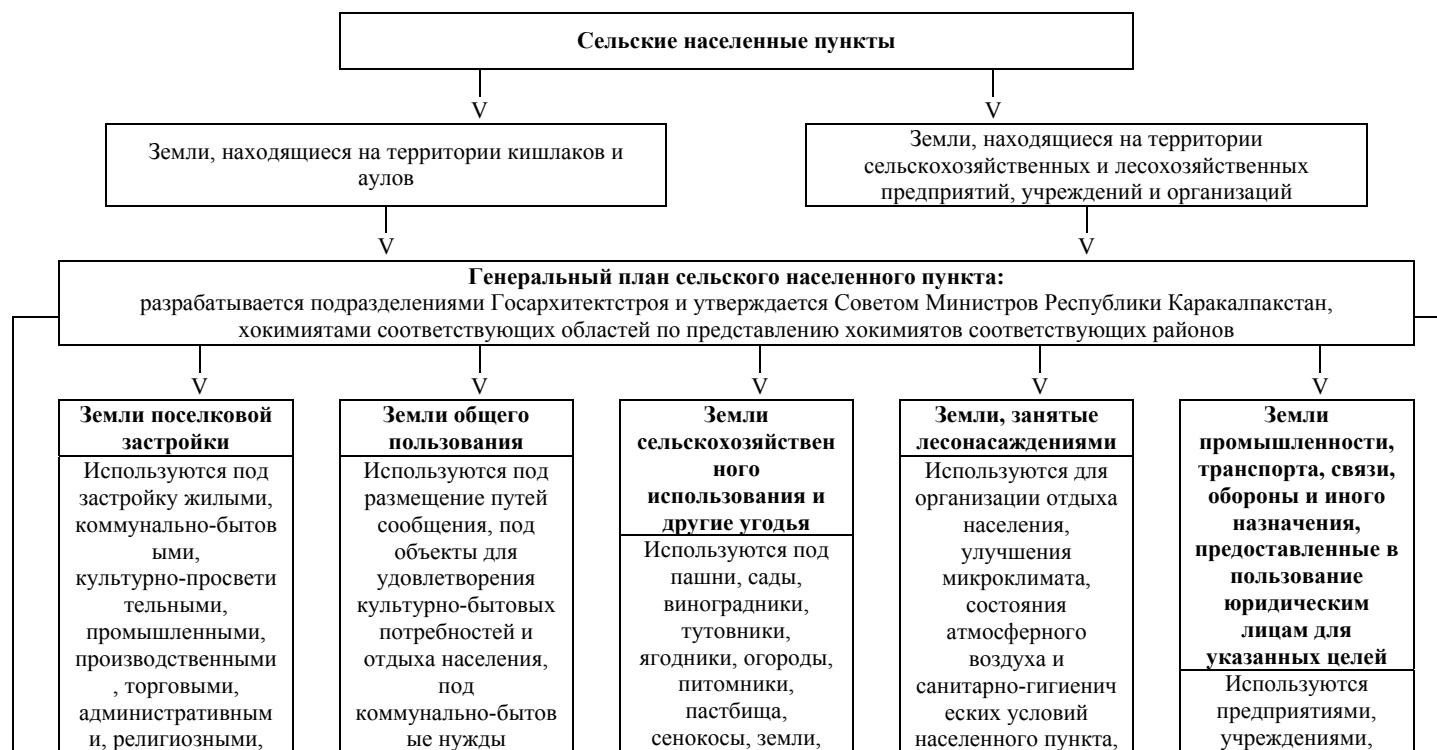 Сельские населенные пункты
V
V
Земли, находящиеся на территории кишлаков и
аулов
Земли, находящиеся на территории
сельскохозяйственных и лесохозяйственных
предприятий, учреждений и организаций
V
V
Генеральный план сельского населенного пункта:
разрабатывается подразделениями Госархитектстроя и утверждается Советом Министров Республики Каракалпакстан,
хокимиятами соответствующих областей по представлению хокимиятов соответствующих районов
V
V
V
V
V
Земли поселковой
застройки
Используются под
застройку жилыми,
коммунально-бытов
ыми,
культурно-просвети
тельными,
промышленными,
производственными
, торговыми,
административным
и, религиозными,
Земли общего
пользования
Используются под
размещение путей
сообщения, под
объекты для
удовлетворения
культурно-бытовых
потребностей и
отдыха населения,
под
коммунально-бытов
ые нужды
Земли
сельскохозяйствен
ного
использования и
другие угодья
Используются под
пашни, сады,
виноградники,
тутовники,
ягодники, огороды,
питомники,
пастбища,
сенокосы, земли,
Земли, занятые
лесонасаждениями
Используются для
организации отдыха
населения,
улучшения
микроклимата,
состояния
атмосферного
воздуха и
санитарно-гигиенич
еских условий
населенного пункта,
Земли
промышленности,
транспорта, связи,
обороны и иного
назначения,
предоставленные в
пользование
юридическим
лицам для
указанных целей
Используются
предприятиями,
учреждениями,